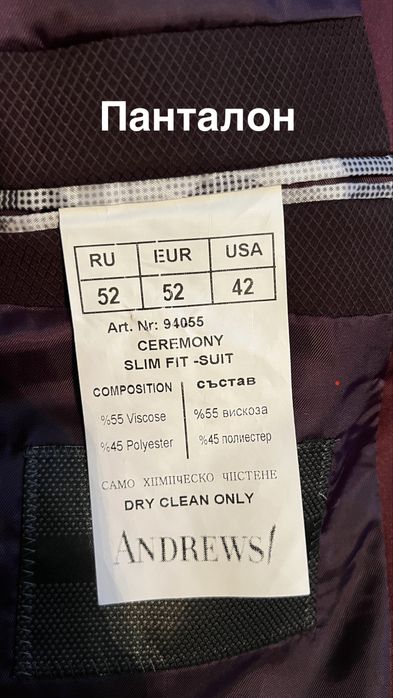 Панталон
RU EUR USA
52 52 42
Art. Nr: 94055
CEREMONY
SLIM FIT -SUIT
COMPOSITION състав
%55 Viscose %55 вискоза
%45 Polyester %45 полиестер
САМО ХИМИЧЕСКО ЧИСТЕНЕ
DRY CLEAN ONLY
ANDREWS/